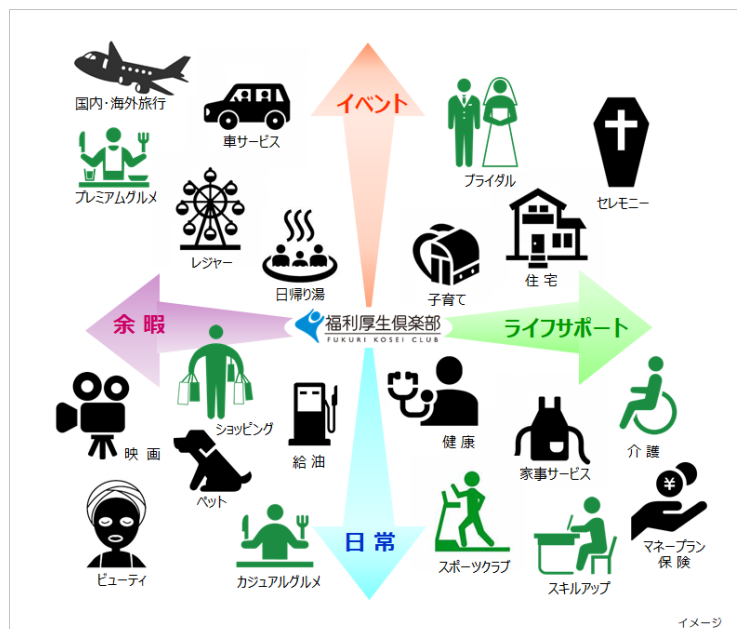 イベント
国内・海外旅行
車サービス
ブライダル
セレモニー
プレミアムグルメ
レジャー
日帰り湯
子育て
住宅
余暇
福利厚生倶楽部
FUKURI KOSEI CLUB
ライフサポート
映画
ショッピング
給油
健康
家事サービス
介護
ペット
ビューティ
カジュアルグルメ
日常
スポーツクラブ
スキルアップ
¥
マネープラン
保険
イメージ